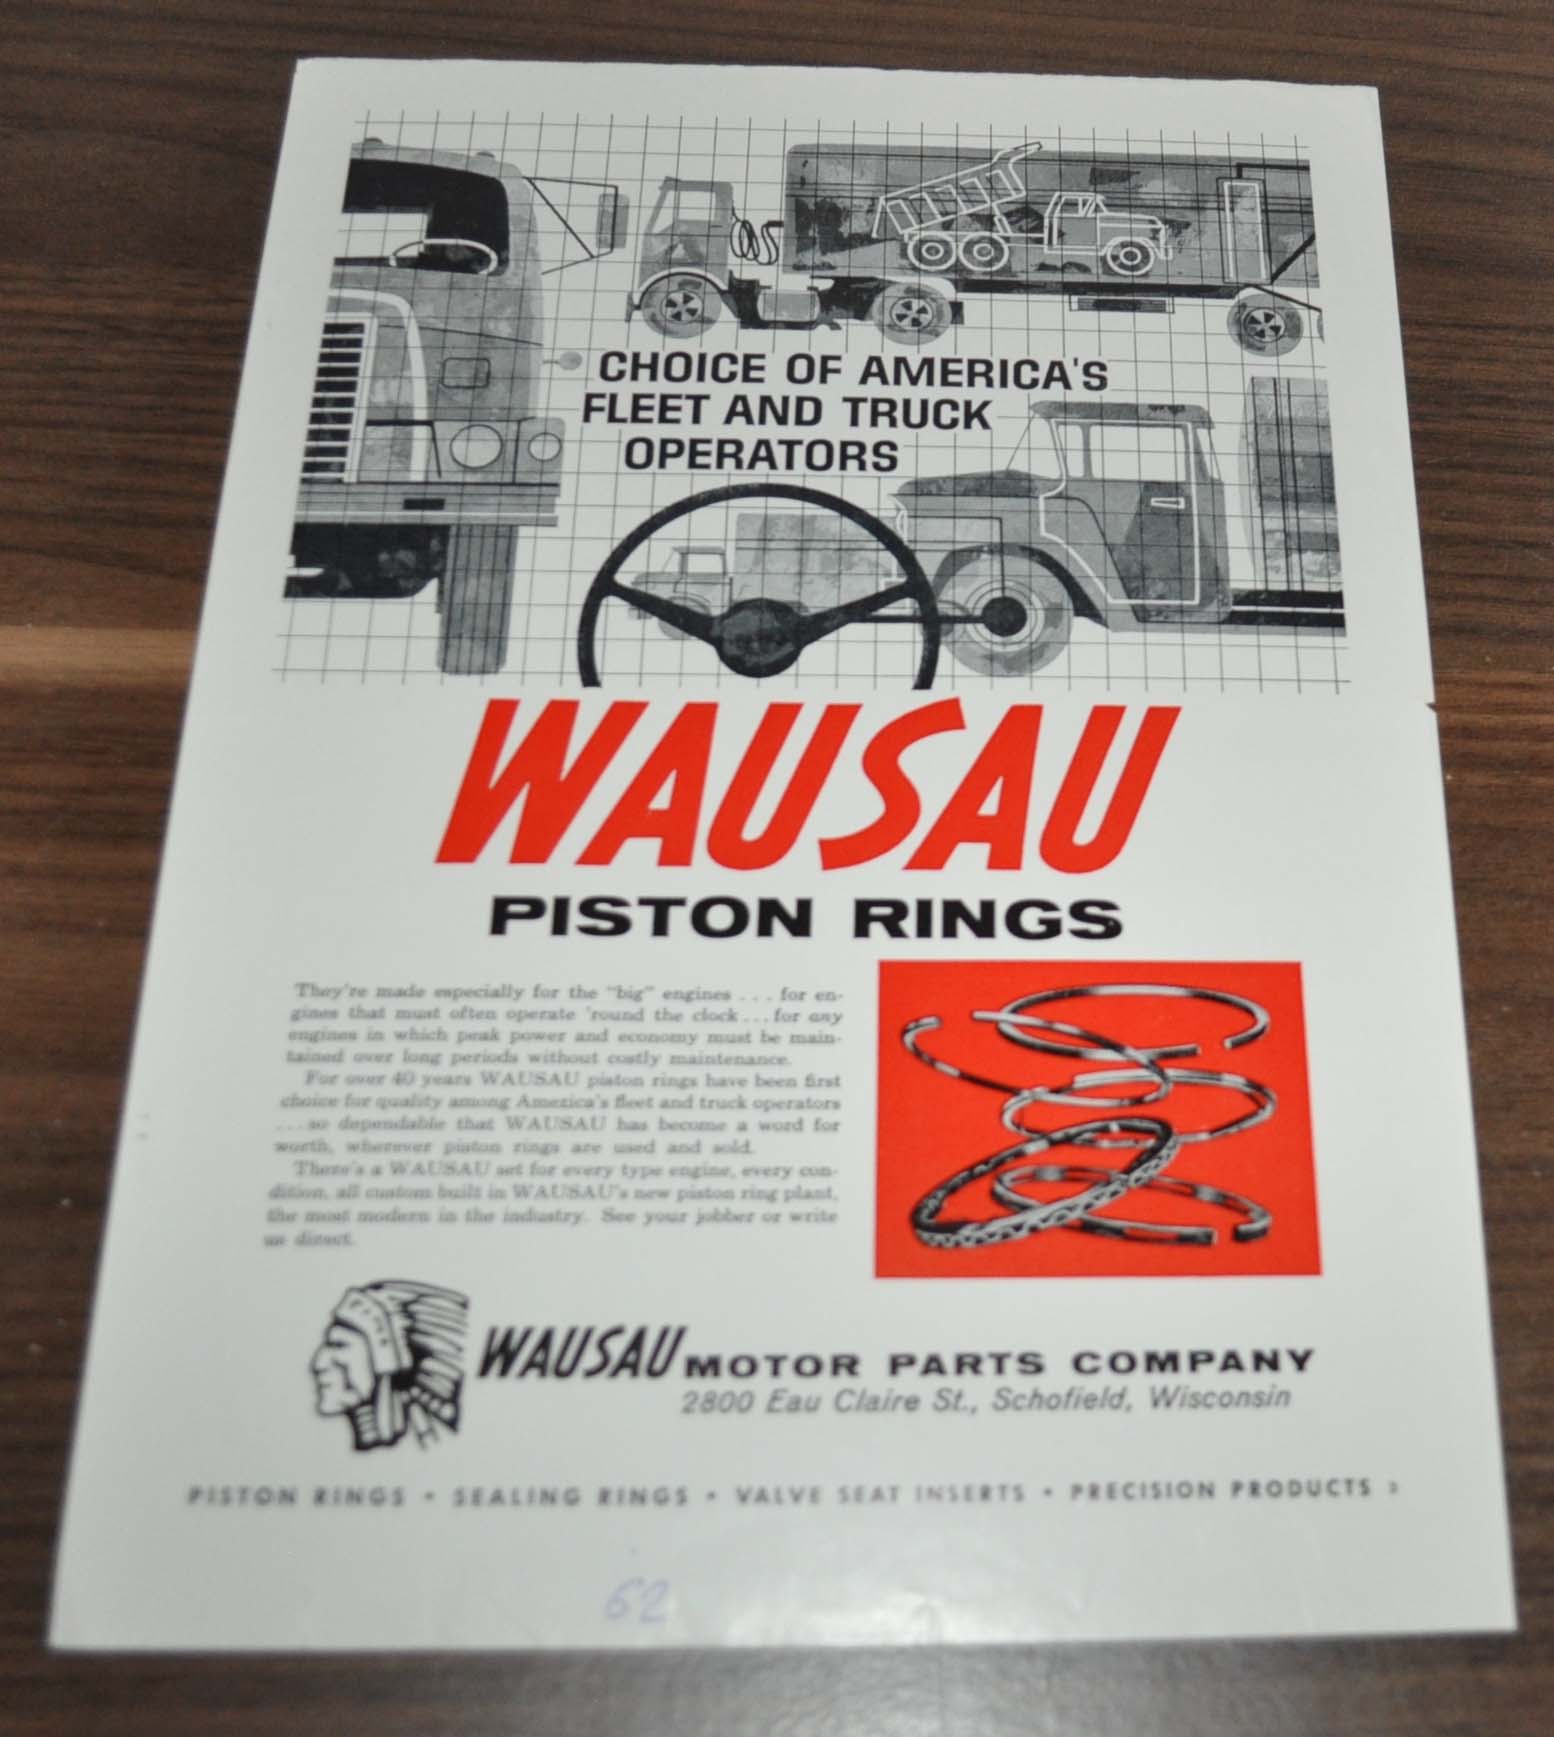 CHOICE OF AMERICA'S
FLEET AND TRUCK
OPERATORS
WAUSAU
PISTON RINGS
They're made especially for the "big" engines . . . for en-
gines that must often operate 'round the clock . . . for any
engines in which peak power and economy must be main-
tained over long periods without costly maintenance.
For over 40 years WAUSAU piston rings have been first
choice for quality among America's fleet and truck operators
. . . so dependable that WAUSAU has become a word for
worth, wherever piston rings are used and sold.
There's a WAUSAU set for every type engine, every con-
dition, all custom built in WAUSAU's new piston ring plant,
the most modern in the industry. See your jobber or write
us direct.
WAUSAU MOTOR PARTS COMPANY
2800 Eau Claire St., Schofield, Wisconsin
PISTON RINGS • SEALING RINGS • VALVE SEAT INSERTS • PRECISION PRODUCTS
62